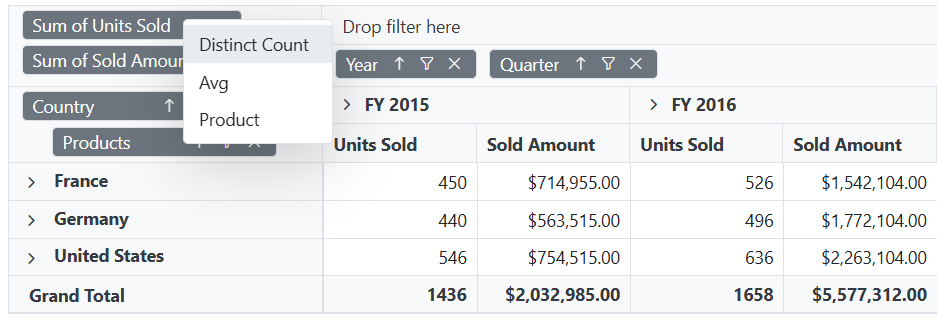 Sum of Units Sold
Distinct Count
Drop filter here
Sum of Sold Amour
Avg
Year
Quarter
Country
Product
FY 2015
FY 2016
Products
Units Sold
Sold Amount
Units Sold
Sold Amount
France 450 $714,955.00 526 $1,542,104.00
Germany 440 $563,515.00 496 $1,772,104.00
United States 546 $754,515.00 636 $2,263,104.00
Grand Total 1436 $2,032,985.00 1658 $5,577,312.00